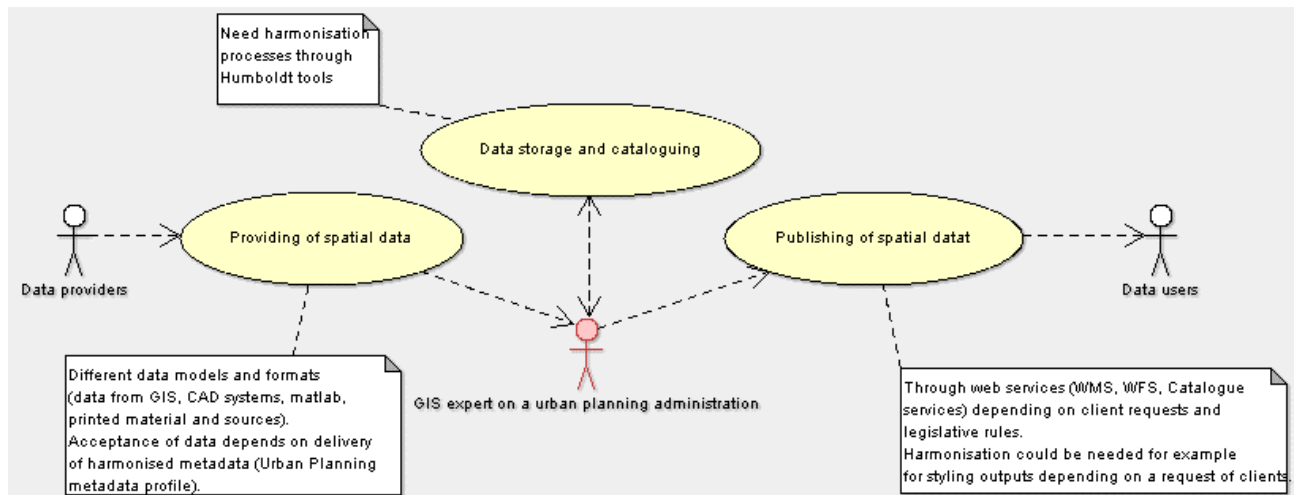 Need harmonisation
processes through
Humboldt tools
Data storage and cataloguing
Providing of spatial data
Publishing of spatial datat
Data providers
Data users
GIS expert on a urban planning administration
Different data models and formats
(data from GIS, CAD systems, matlab,
printed material and sources).
Acceptance of data depends on delivery
of harmonised metadata (Urban Planning
metadata profile).
Through web services (WMS, WFS, Catalogue
services) depending on client requests and
legislative rules.
Harmonisation could be needed for example
for styling outputs depending on a request of clients.